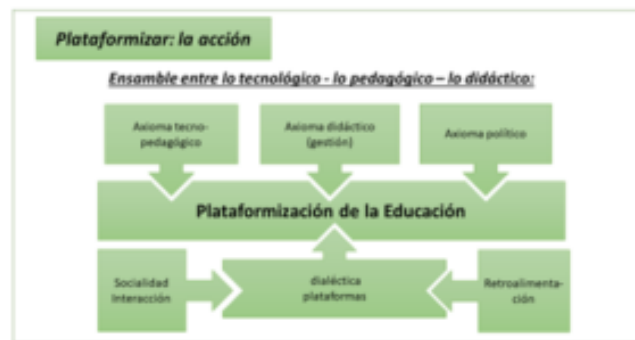 Plataformizar: la acción
Ensamble entre lo tecnológico - lo pedagógico – lo didáctico:
Axioma tecno-
pedagógico
Axioma didáctico
(gestión)
Axioma político
Plataformización de la Educación
Socialidad
Interacción
dialéctica
plataformas
Retroalimenta-
ción